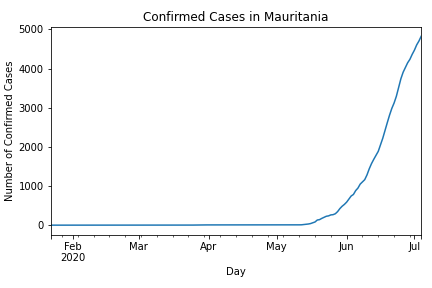 Confirmed Cases in Mauritania
Number of Confirmed Cases
5000
4000
3000
2000
1000
0
Feb Mar Apr May Jun Jul
2020
Day